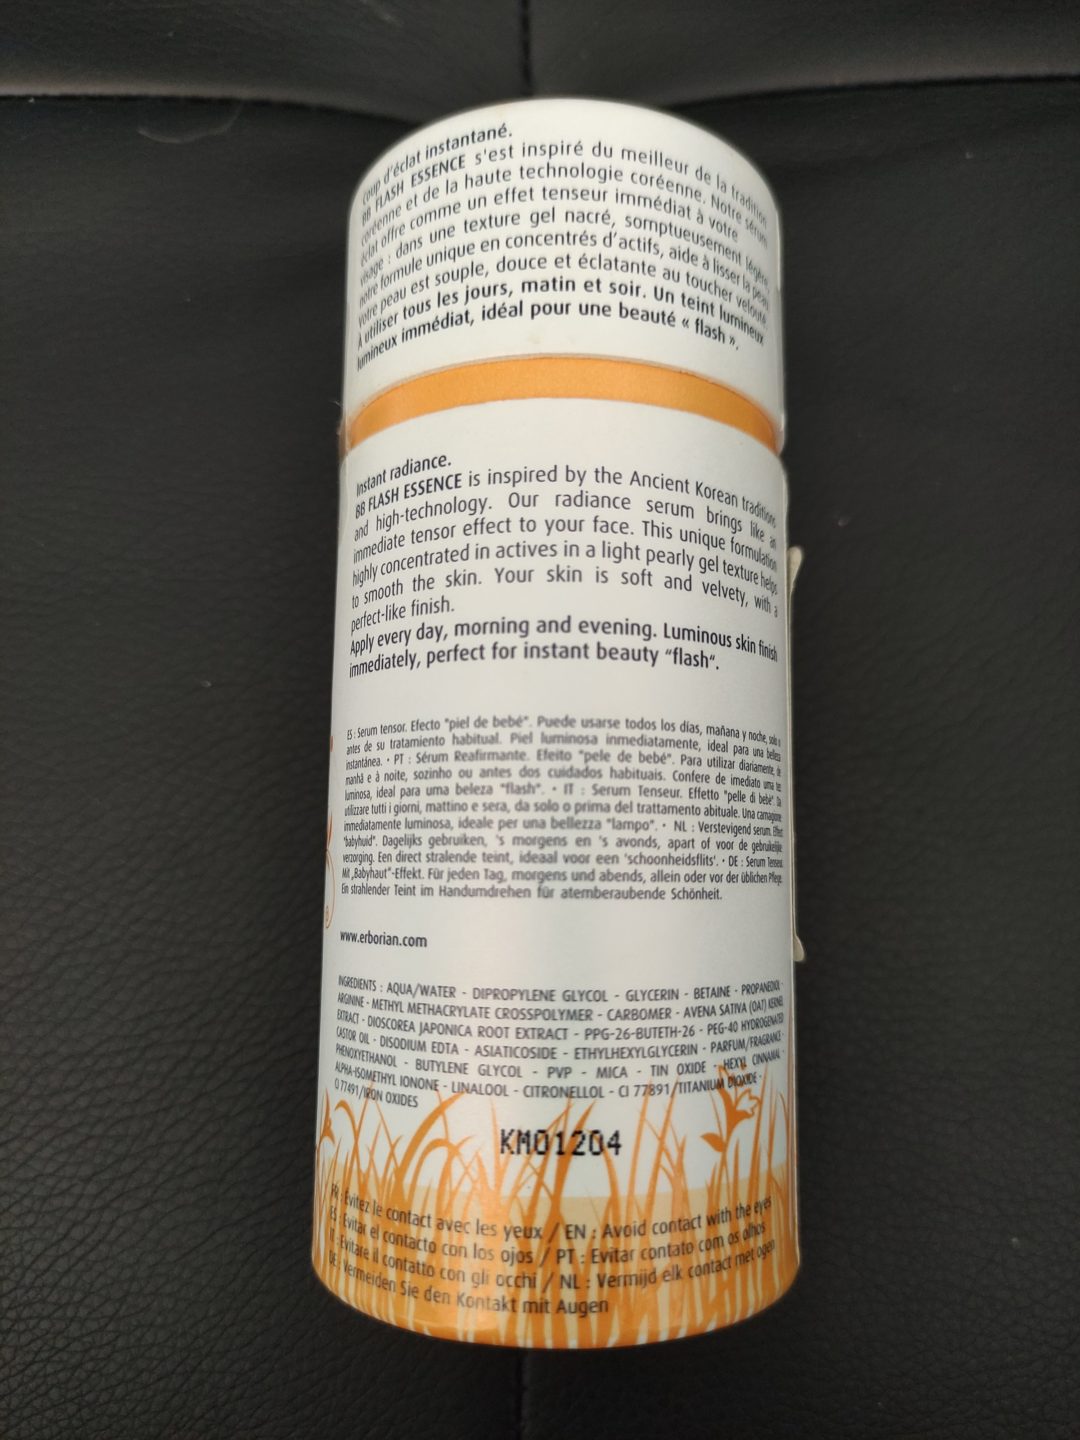 Coup d'éclat instantané.
BB FLASH ESSENCE s'est inspiré du meilleur de la tradition
coréenne et de la haute technologie coréenne. Notre sérum
éclat offre comme un effet tenseur immédiat à votre
visage : dans une texture gel nacré, somptueusement légère,
notre formule unique en concentrés d'actifs, aide à lisser la peau
votre peau est souple, douce et éclatante au toucher velouté.
À utiliser tous les jours, matin et soir. Un teint lumineux
lumineux immédiat, idéal pour une beauté « flash ».
Instant radiance.
BB FLASH ESSENCE is inspired by the Ancient Korean traditions
and high-technology. Our radiance serum brings like an
immediate tensor effect to your face. This unique formulation
highly concentrated in actives in a light pearly gel texture helps
to smooth the skin. Your skin is soft and velvety, with a
perfect-like finish.
Apply every day, morning and evening. Luminous skin finish
immediately, perfect for instant beauty "flash".
ES : Serum tensor. Efecto "piel de bebé". Puede usarse todos los días, mañana y noche, solo o
antes de su tratamiento habitual. Piel luminosa inmediatamente, ideal para una belleza
instantánea. • PT : Sérum Reafirmante. Efeito "pele de bebé". Para utilizar diariamente, de
manhã e à noite, sozinho ou antes dos cuidados habituais. Confere de imediato uma tez
luminosa, ideal para uma beleza "flash". • IT : Serum Tenseur. Effetto "pelle di bebè". Da
utilizzare tutti i giorni, mattino e sera, da solo o prima del trattamento abituale. Una carnagione
immediatamente luminosa, ideale per una bellezza "lampo". • NL : Verstevigend serum. Effect
"babyhuid". Dagelijks gebruiken, 's morgens en 's avonds, apart of voor de gebruikelijke
verzorging. Een direct stralende teint, ideaal voor een 'schoonheidsflits'. • DE : Serum Tenseur.
Mit „Babyhaut"-Effekt. Für jeden Tag, morgens und abends, allein oder vor der üblichen Pflege.
Ein strahlender Teint im Handumdrehen für atemberaubende Schönheit.
www.erborian.com
INGREDIENTS : AQUA/WATER - DIPROPYLENE GLYCOL - GLYCERIN - BETAINE - PROPANEDIOL -
ARGININE - METHYL METHACRYLATE CROSSPOLYMER - CARBOMER - AVENA SATIVA (OAT) KERNEL
EXTRACT - DIOSCOREA JAPONICA ROOT EXTRACT - PPG-26-BUTETH-26 - PEG-40 HYDROGENATED
CASTOR OIL - DISODIUM EDTA - ASIATICOSIDE - ETHYLHEXYLGLYCERIN - PARFUM/FRAGRANCE -
PHENOXYETHANOL - BUTYLENE GLYCOL - PVP - MICA - TIN OXIDE - HEXYL CINNAMAL -
ALPHA-ISOMETHYL IONONE - LINALOOL - CITRONELLOL - CI 77891/TITANIUM DIOXIDE -
CI 77491/IRON OXIDES
KM01204
FR : Evitez le contact avec les yeux / EN : Avoid contact with the eyes
ES : Evitar el contacto con los ojos / PT : Evitar contato com os olhos
IT : Evitare il contatto con gli occhi / NL : Vermijd elk contact met ogen
DE : Vermeiden Sie den Kontakt mit Augen